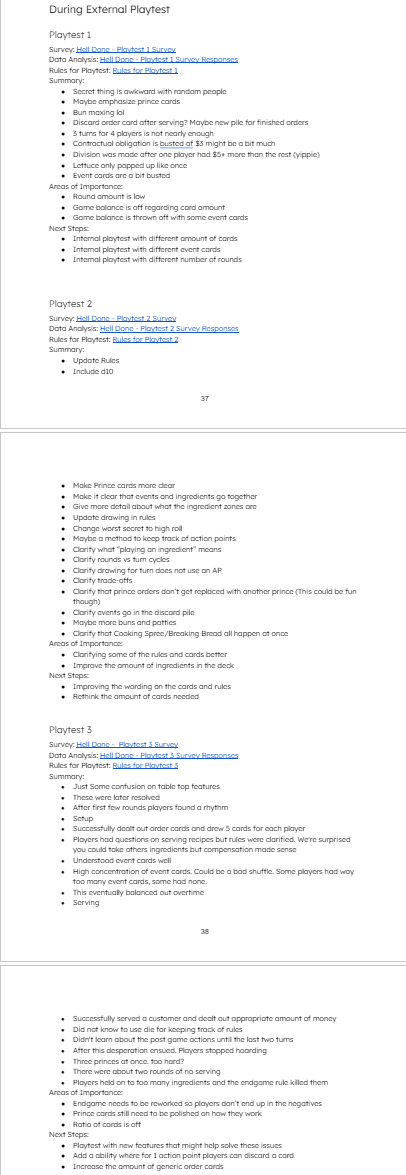 During External Playtest
Playtest 1
Survey: Hell Done - Playtest 1 Survey
Data Analysis: Hell Done - Playtest 1 Survey Responses
Rules for Playtest: Rules for Playtest 1
Summary:
● Secret thing is awkward with random people
● Maybe emphasize prince cards
● Bun maxing lol
● Discard order card after serving? Maybe new pile for finished orders
● 3 turns for 4 players is not nearly enough
● Contractual obligation is busted af $3 might be a bit much
● Division was made after one player had $5+ more than the rest (yippie)
● Lettuce only popped up like once
● Event cards are a bit busted
Areas of Importance:
● Round amount is low
● Game balance is off regarding card amount
● Game balance is thrown off with some event cards
Next Steps:
● Internal playtest with different amount of cards
● Internal playtest with different event cards
● Internal playtest with different number of rounds
Playtest 2
Survey: Hell Done - Playtest 2 Survey
Data Analysis: Hell Done - Playtest 2 Survey Responses
Rules for Playtest: Rules for Playtest 2
Summary:
● Update Rules
● Include d10
37
● Make Prince cards more clear
● Make it clear that events and ingredients go together
● Give more detail about what the ingredient zones are
● Update drawing in rules
● Change worst secret to high roll
● Maybe a method to keep track of action points
● Clarify what "playing an ingredient" means
● Clarify rounds vs turn cycles
● Clarify drawing for turn does not use an AP
● Clarify trade-offs
● Clarify that prince orders don't get replaced with another prince (This could be fun
though)
● Clarify events go in the discard pile
● Maybe more buns and patties
● Clarify that Cooking Spree/Breaking Bread all happen at once
Areas of Importance:
● Clarifying some of the rules and cards better
● Improve the amount of ingredients in the deck
Next Steps:
● Improving the wording on the cards and rules
● Rethink the amount of cards needed
Playtest 3
Survey: Hell Done - Playtest 3 Survey
Data Analysis: Hell Done - Playtest 3 Survey Responses
Rules for Playtest: Rules for Playtest 3
Summary:
● Just Some confusion on table top features
● These were later resolved
● After first few rounds players found a rhythm
● Setup
● Successfully dealt out order cards and drew 5 cards for each player
● Players had questions on serving recipes but rules were clarified. We're surprised
you could take others ingredients but compensation made sense
● Understood event cards well
● High concentration of event cards. Could be a bad shuffle. Some players had way
too many event cards, some had none.
● This eventually balanced out overtime
● Serving
38
● Successfully served a customer and dealt out appropriate amount of money
● Did not know to use die for keeping track of rules
● Didn't learn about the post game actions until the last two turns
● After this desperation ensued. Players stopped hoarding
● Three princes at once. too hard?
● There were about two rounds of no serving
● Players held on to too many ingredients and the endgame rule killed them
Areas of Importance:
● Endgame needs to be reworked so players don't end up in the negatives
● Prince cards still need to be polished on how they work
● Ratio of cards is off
Next Steps:
● Playtest with new features that might help solve these issues
● Add a ability where for 1 action point players can discard a card
● Increase the amount of generic order cards